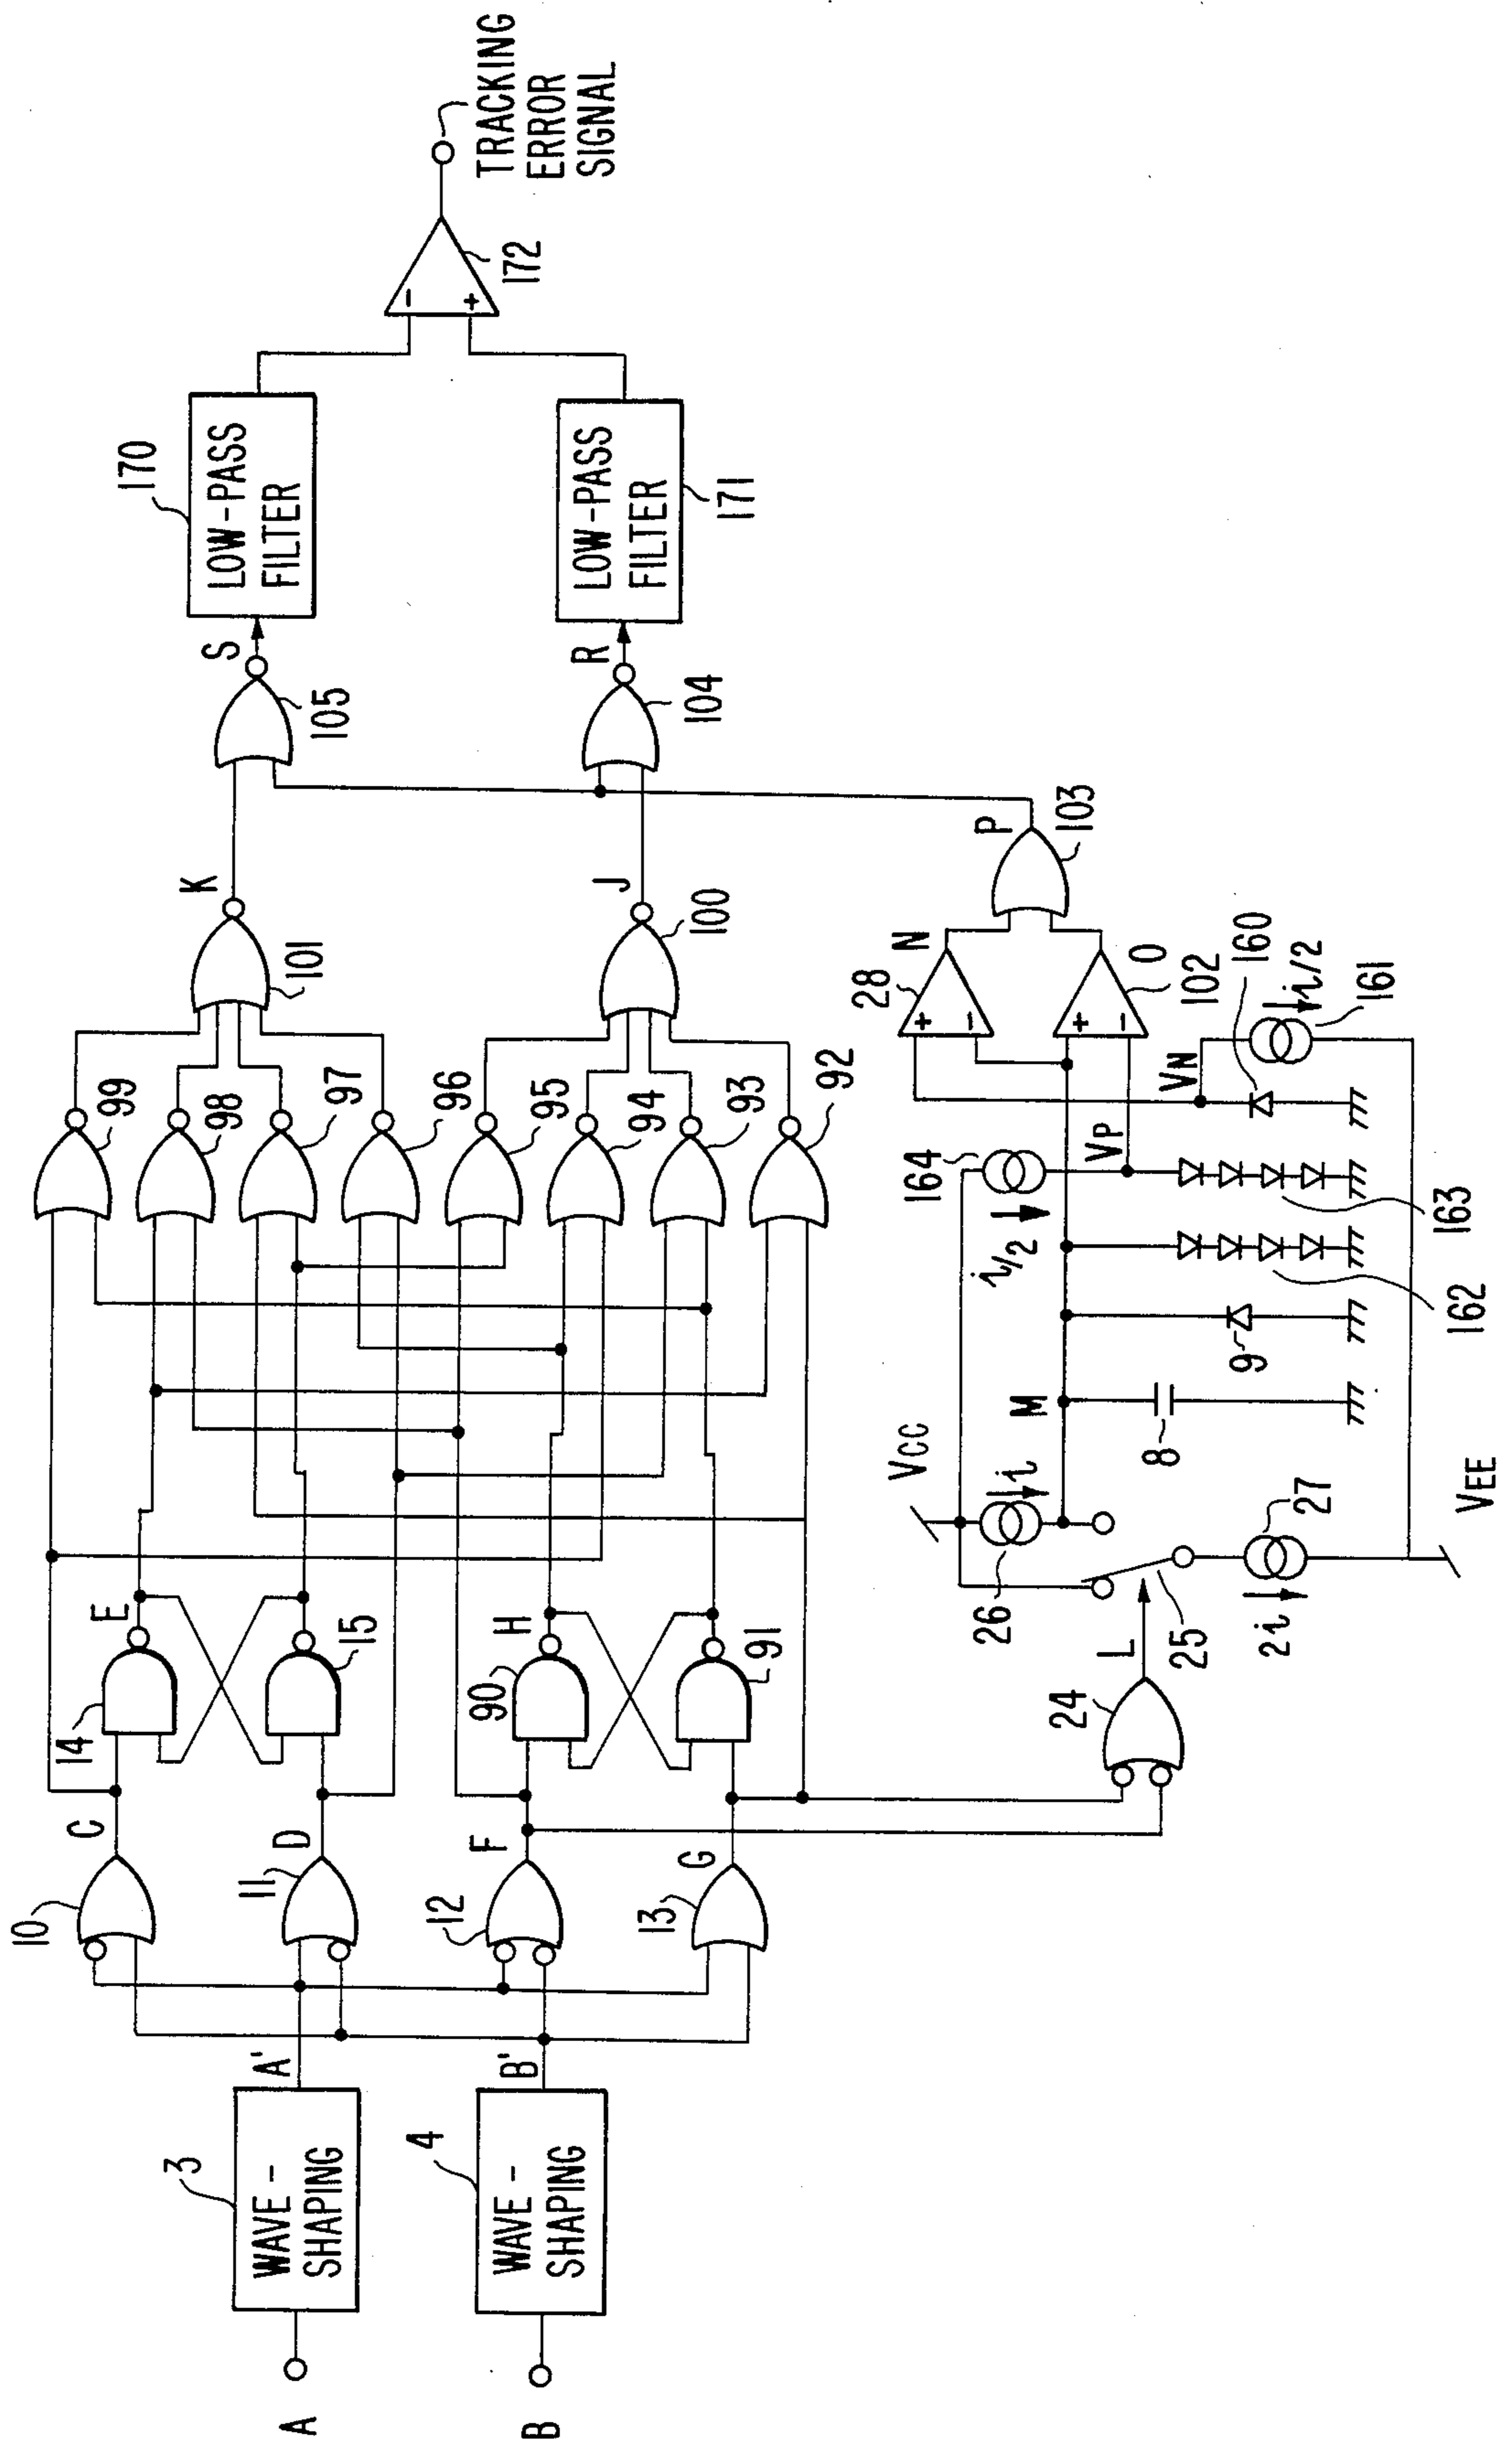 A
B
3
WAVE-
SHAPING
4
WAVE-
SHAPING
A'
B'
10
11
12
13
C
D
F
G
14
15
90
91
E
H
24
L
25
26
i
27
2i
VCC
VEE
M
8
9
162
163
164
i/2
VP
VN
160
161
i/2
99
98
97
96
95
94
93
92
28
102
N
O
101
100
K
J
103
P
105
104
S
R
170
LOW-PASS
FILTER
171
LOW-PASS
FILTER
172
-
+
+
-
+
-
TRACKING
ERROR
SIGNAL